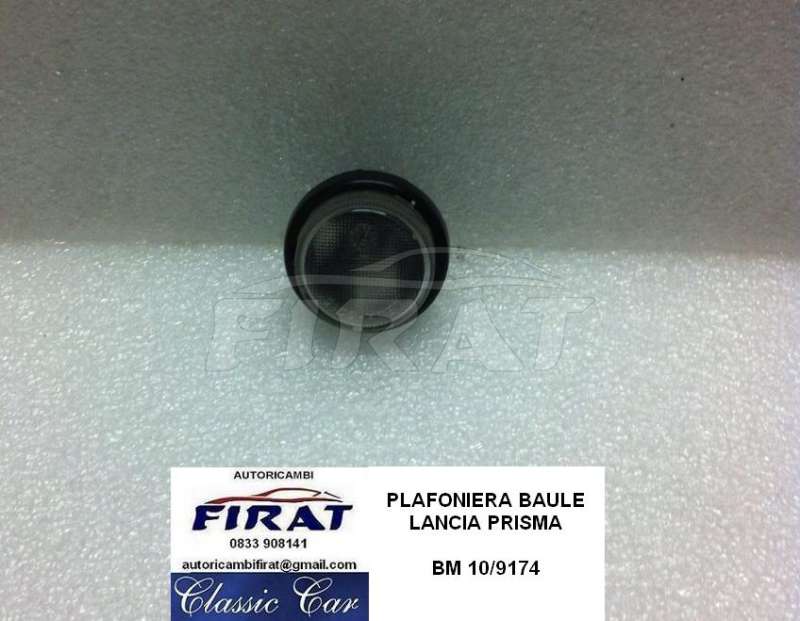 FIRAT
AUTORICAMBI
FIRAT
0833 908141
autoricambifirat@gmail.com
Classic Car
PLAFONIERA BAULE
LANCIA PRISMA
BM 10/9174